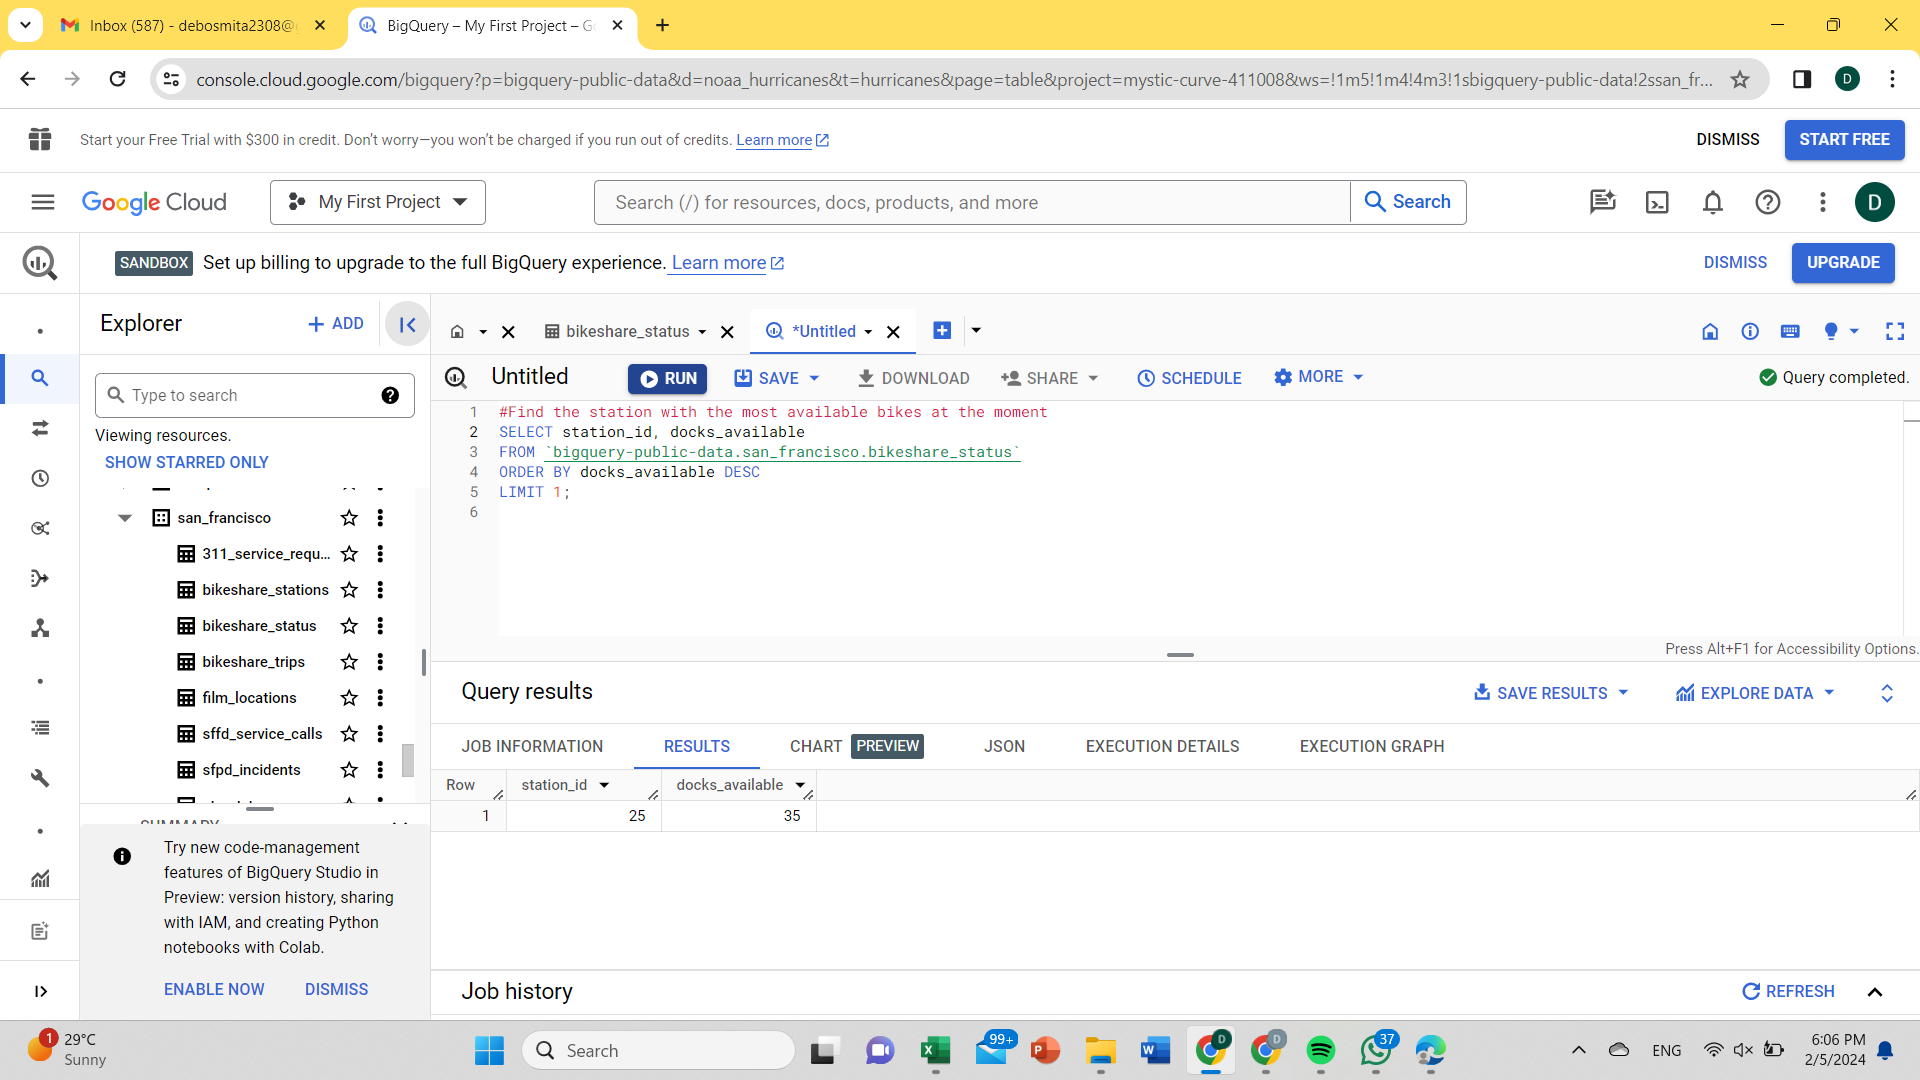 Inbox (587) - debosmita2308@
BigQuery – My First Project – Go
console.cloud.google.com/bigquery?p=bigquery-public-data&d=noaa_hurricanes&t=hurricanes&page=table&project=mystic-curve-411008&ws=!1m5!1m4!4m3!1sbigquery-public-data!2ssan_fr...
D
Start your Free Trial with $300 in credit. Don't worry—you won't be charged if you run out of credits. Learn more
DISMISS
START FREE
Google Cloud
My First Project
Search (/) for resources, docs, products, and more
Search
D
SANDBOX Set up billing to upgrade to the full BigQuery experience. Learn more
DISMISS
UPGRADE
Explorer
+ ADD
bikeshare_status
*Untitled
Untitled
RUN
SAVE
DOWNLOAD
SHARE
SCHEDULE
MORE
Query completed.
Type to search
Viewing resources.
SHOW STARRED ONLY
san_francisco
311_service_requ...
bikeshare_stations
bikeshare_status
bikeshare_trips
film_locations
sffd_service_calls
sfpd_incidents
SUMMARY
Try new code-management
features of BigQuery Studio in
Preview: version history, sharing
with IAM, and creating Python
notebooks with Colab.
ENABLE NOW
DISMISS
1 #Find the station with the most available bikes at the moment
2 SELECT station_id, docks_available
3 FROM `bigquery-public-data.san_francisco.bikeshare_status`
4 ORDER BY docks_available DESC
5 LIMIT 1;
6
Press Alt+F1 for Accessibility Options.
Query results
SAVE RESULTS
EXPLORE DATA
JOB INFORMATION
RESULTS
CHART PREVIEW
JSON
EXECUTION DETAILS
EXECUTION GRAPH
Row station_id docks_available
1 25 35
Job history
REFRESH
1
29°C
Sunny
Search
99+
D
D
37
ENG
6:06 PM
2/5/2024